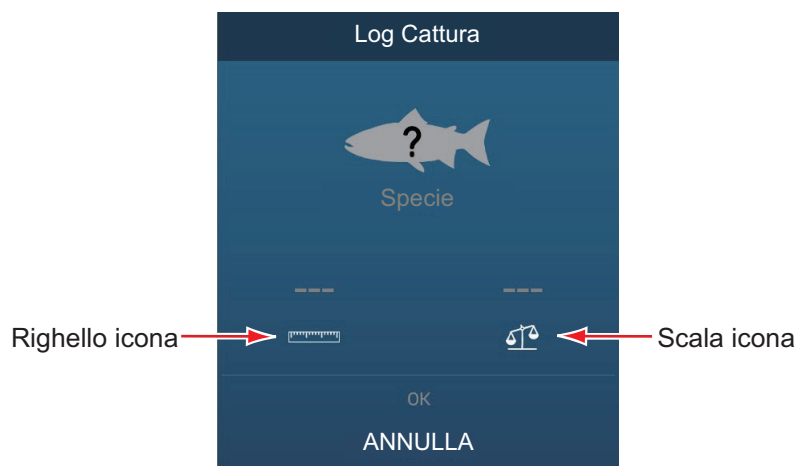 Log Cattura
?
Specie
--- ---
Righello icona
Scala icona
OK
ANNULLA